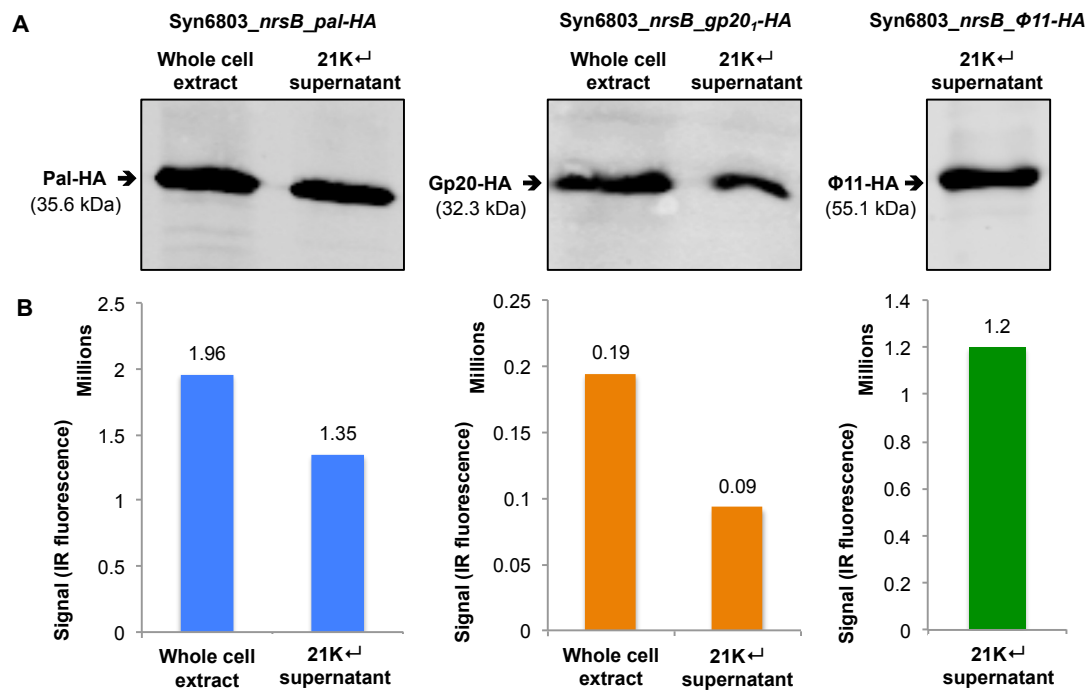 A
Syn6803_nrsB_pal-HA
Syn6803_nrsB_gp20₁-HA
Syn6803_nrsB_Φ11-HA
Whole cell
extract
21K↵
supernatant
Whole cell
extract
21K↵
supernatant
21K↵
supernatant
Pal-HA ➔
(35.6 kDa)
Gp20-HA ➔
(32.3 kDa)
Φ11-HA ➔
(55.1 kDa)
B
Signal (IR fluorescence)
Millions
2.5
2
1.5
1
0.5
0
1.96
1.35
Whole cell
extract
21K↵
supernatant
Signal (IR fluorescence)
Millions
0.25
0.2
0.15
0.1
0.05
0
0.19
0.09
Whole cell
extract
21K↵
supernatant
Signal (IR fluorescence)
Millions
1.4
1.2
1
0.8
0.6
0.4
0.2
0
1.2
21K↵
supernatant